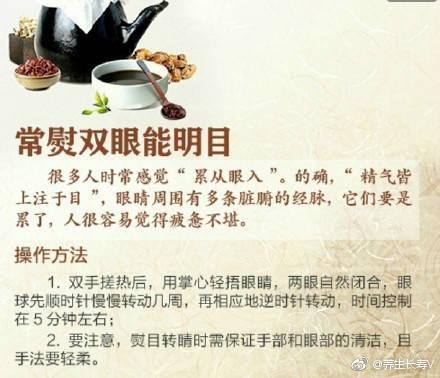 常熨双眼能明目
很多人时常感觉“累从眼入”。的确，“精气皆
上注于目”，眼睛周围有多条脏腑的经脉，它们要是
累了，人很容易觉得疲惫不堪。
操作方法
1. 双手搓热后，用掌心轻捂眼睛，两眼自然闭合，眼
球先顺时针慢慢转动几周，再相应地逆时针转动，时间控制
在5分钟左右；
2. 要注意，熨目转睛时需保证手部和眼部的清洁，且
手法要轻柔。
@养生长寿V